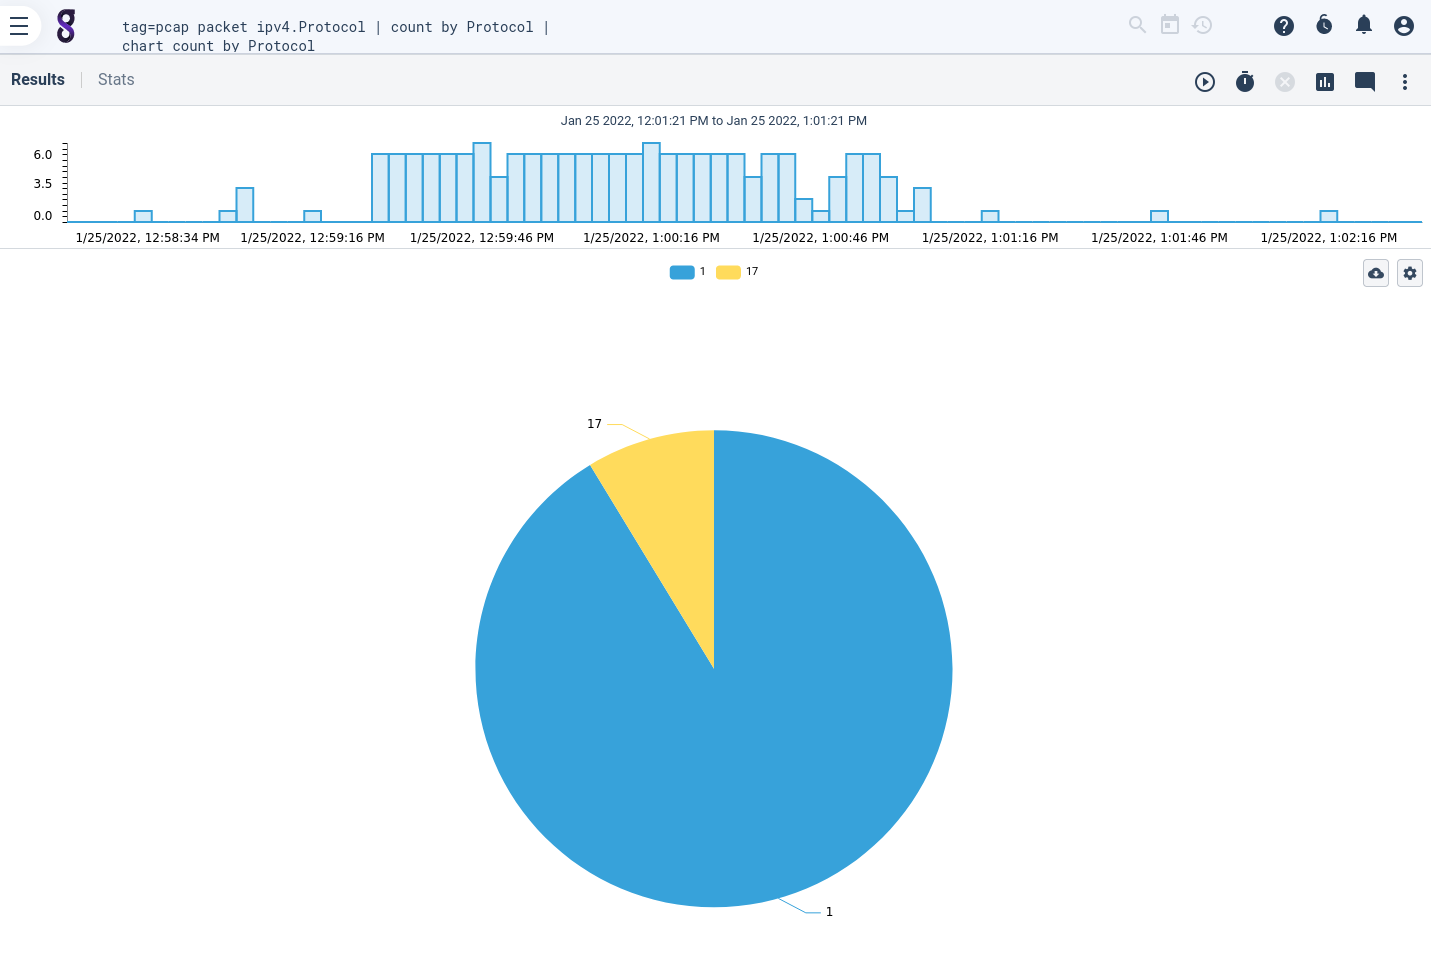 tag=pcap packet ipv4.Protocol | count by Protocol |
chart count by Protocol
Results
Stats
Jan 25 2022, 12:01:21 PM to Jan 25 2022, 1:01:21 PM
6.0
3.5
0.0
1/25/2022, 12:58:34 PM 1/25/2022, 12:59:16 PM 1/25/2022, 12:59:46 PM 1/25/2022, 1:00:16 PM 1/25/2022, 1:00:46 PM 1/25/2022, 1:01:16 PM 1/25/2022, 1:01:46 PM 1/25/2022, 1:02:16 PM
1 17
17
1